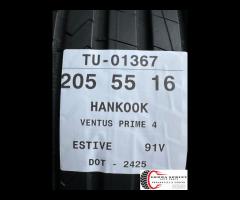 TU-01367
205 55 16
HANKOOK
VENTUS PRIME 4
ESTIVE 91V
DOT - 2425